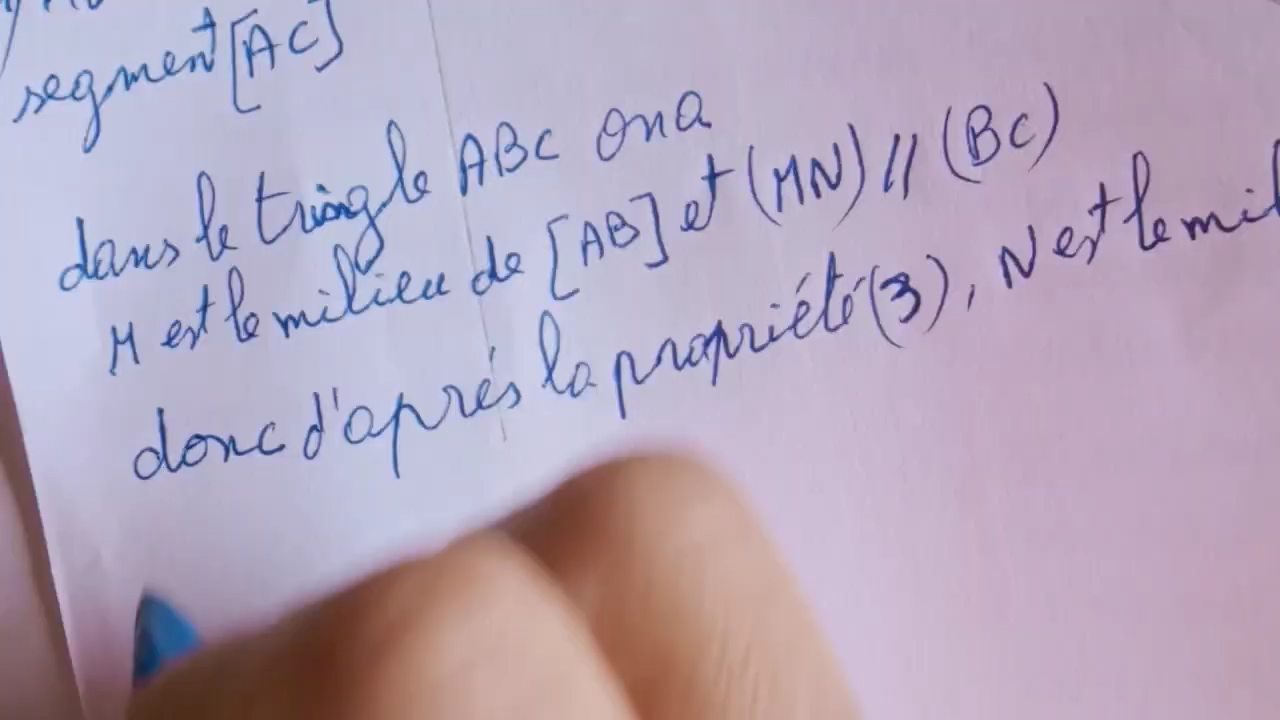 segment [AC]
dans le triangle ABC on a
M est le milieu de [AB] et (MN) // (BC)
donc d'après la propriété (3), N est le mil